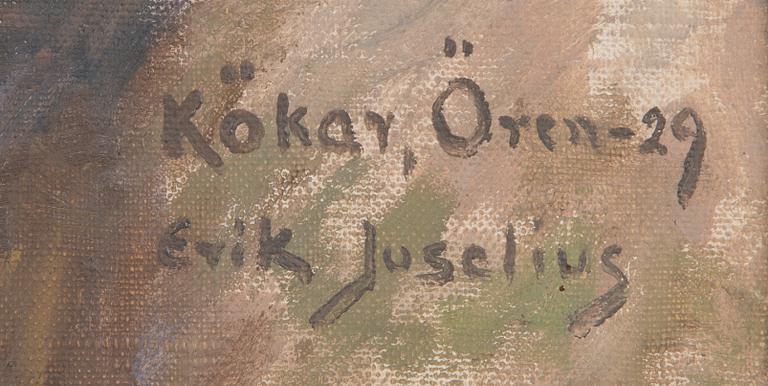 Kökar, Ören-29
Erik Juselius